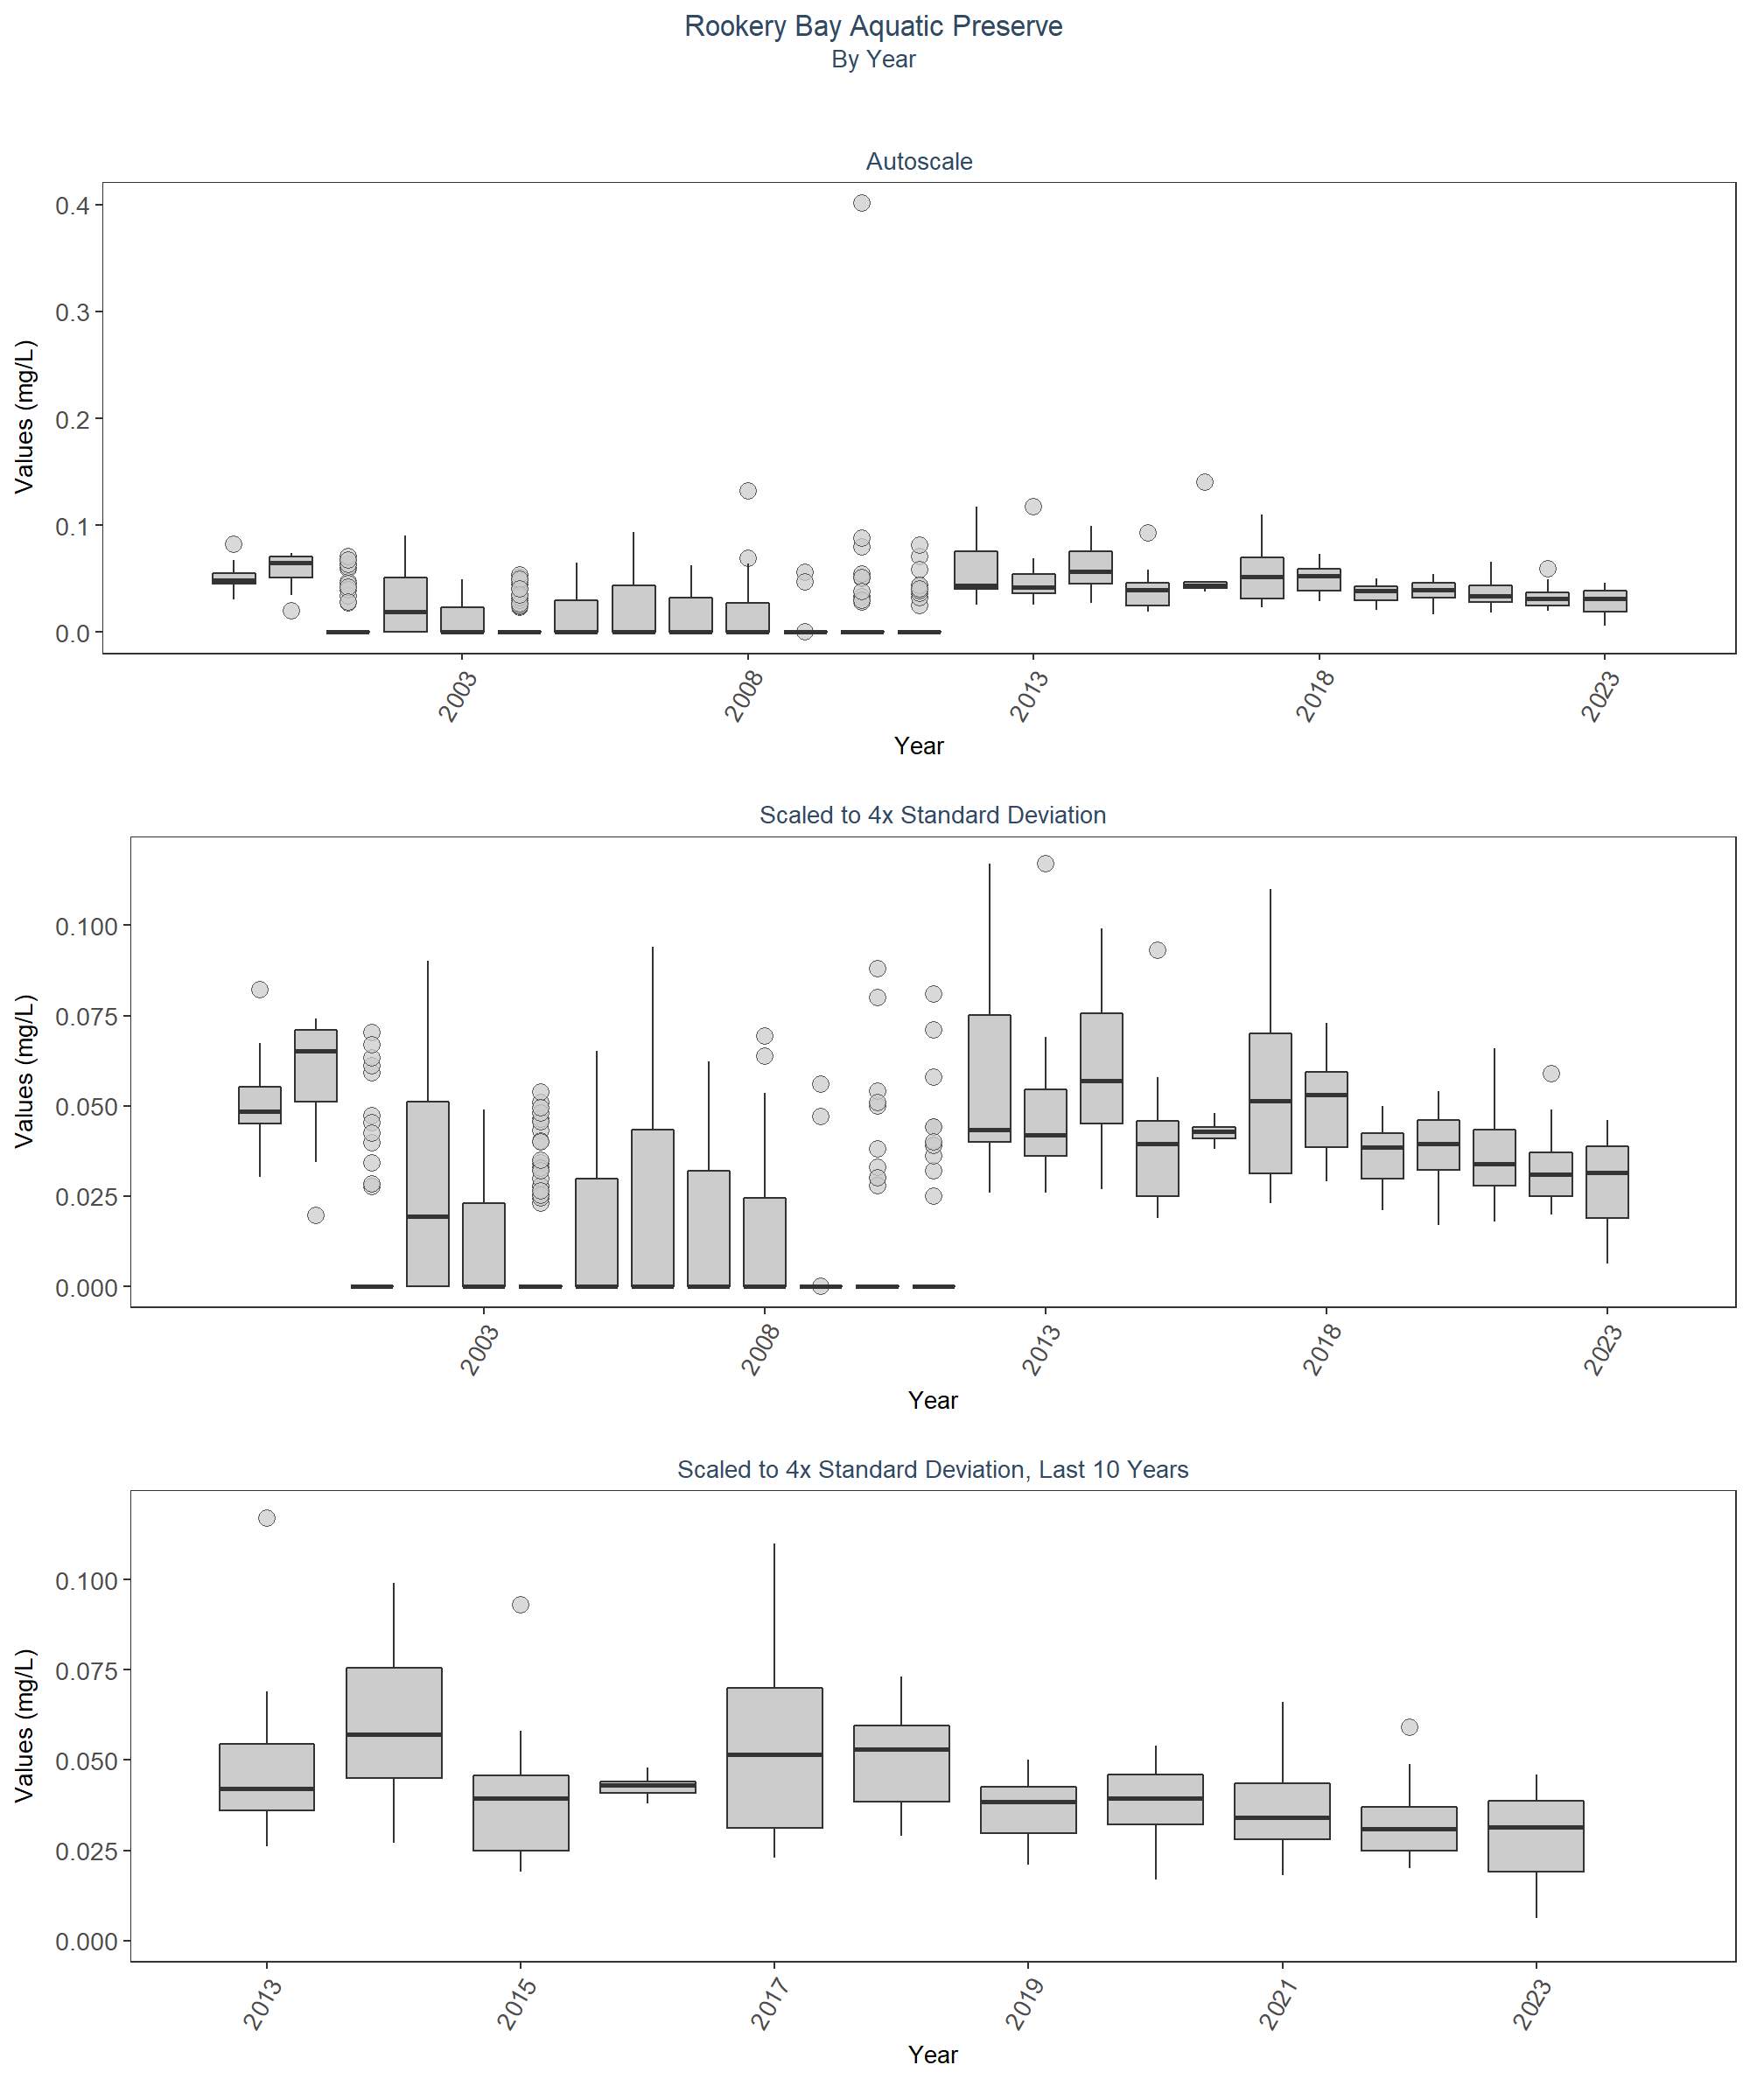 Rookery Bay Aquatic Preserve
By Year
Autoscale
Values (mg/L)
0.4
0.3
0.2
0.1
0.0
2003 2008 2013 2018 2023
Year
Scaled to 4x Standard Deviation
Values (mg/L)
0.100
0.075
0.050
0.025
0.000
2003 2008 2013 2018 2023
Year
Scaled to 4x Standard Deviation, Last 10 Years
Values (mg/L)
0.100
0.075
0.050
0.025
0.000
2013 2015 2017 2019 2021 2023
Year